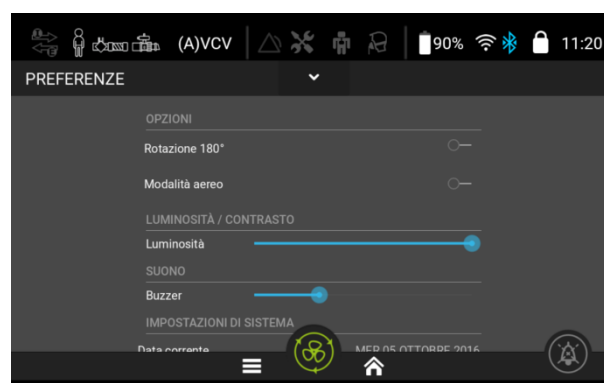 (A)VCV 90% 11:20
PREFERENZE
OPZIONI
Rotazione 180°
Modalità aereo
LUMINOSITÀ / CONTRASTO
Luminosità
SUONO
Buzzer
IMPOSTAZIONI DI SISTEMA
Data corrente MER 05 OTTOBRE 2016